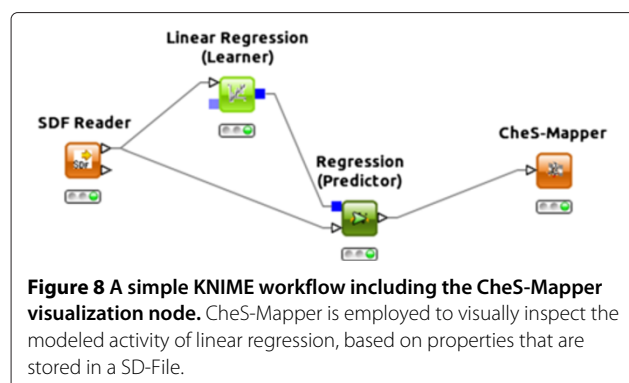 Linear Regression
(Learner)
SDF Reader
SDF
CheS-Mapper
Regression
(Predictor)
Figure 8 A simple KNIME workflow including the CheS-Mapper
visualization node. CheS-Mapper is employed to visually inspect the
modeled activity of linear regression, based on properties that are
stored in a SD-File.